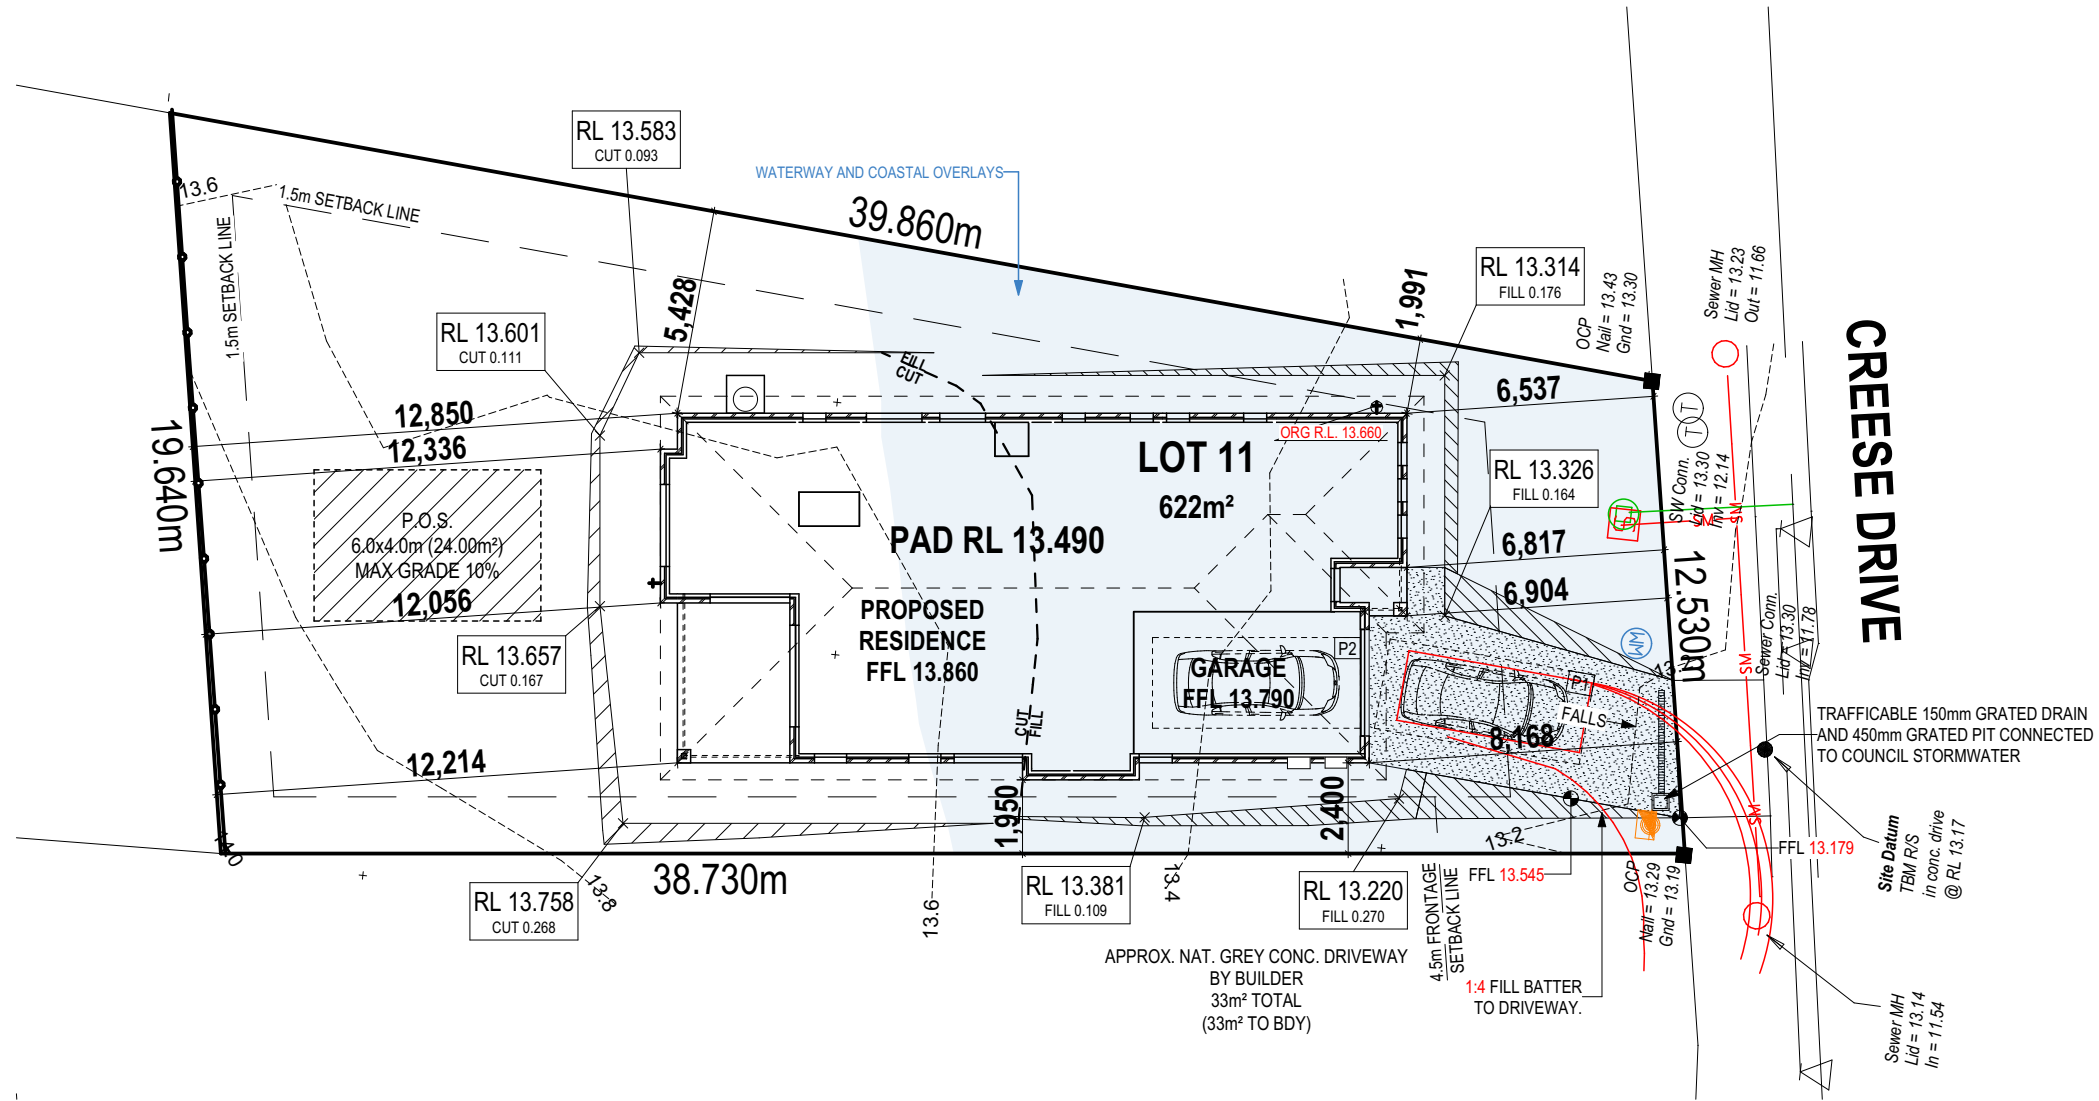 RL 13.583
CUT 0.093
WATERWAY AND COASTAL OVERLAYS
39.860m
13.6
1.5m SETBACK LINE
1.5m SETBACK LINE
5,428
1,991
RL 13.314
FILL 0.176
OCP
Nail = 13.43
Gnd = 13.30
Sewer MH
Lid = 13.23
Out = 11.66
CREESE DRIVE
RL 13.601
CUT 0.111
FILL
CUT
6,537
12,850
12,336
ORG R.L. 13.660
LOT 11
622m²
RL 13.326
FILL 0.164
T
T
SW Conn.
Lid = 13.30
Inv = 12.14
SM
SM
19.640m
P.O.S.
6.0x4.0m (24.00m²)
MAX GRADE 10%
12,056
PAD RL 13.490
6,817
6,904
12.530m
PROPOSED
RESIDENCE
FFL 13.860
GARAGE
FFL 13.790
P2
P1
WM
SM
Sewer Conn.
Lid = 13.30
Inv = 11.78
RL 13.657
CUT 0.167
FALLS
8,168
TRAFFICABLE 150mm GRATED DRAIN
AND 450mm GRATED PIT CONNECTED
TO COUNCIL STORMWATER
12,214
CUT
FILL
1,950
2,400
SM
13.2
FFL 13.179
Site Datum
TBM R/S
in conc. drive
@ RL 13.17
38.730m
13.8
13.6
13.4
RL 13.758
CUT 0.268
RL 13.381
FILL 0.109
RL 13.220
FILL 0.270
FFL 13.545
4.5m FRONTAGE
SETBACK LINE
OCP
Nail = 13.29
Gnd = 13.19
APPROX. NAT. GREY CONC. DRIVEWAY
BY BUILDER
33m² TOTAL
(33m² TO BDY)
1:4 FILL BATTER
TO DRIVEWAY.
Sewer MH
Lid = 13.14
In = 11.54